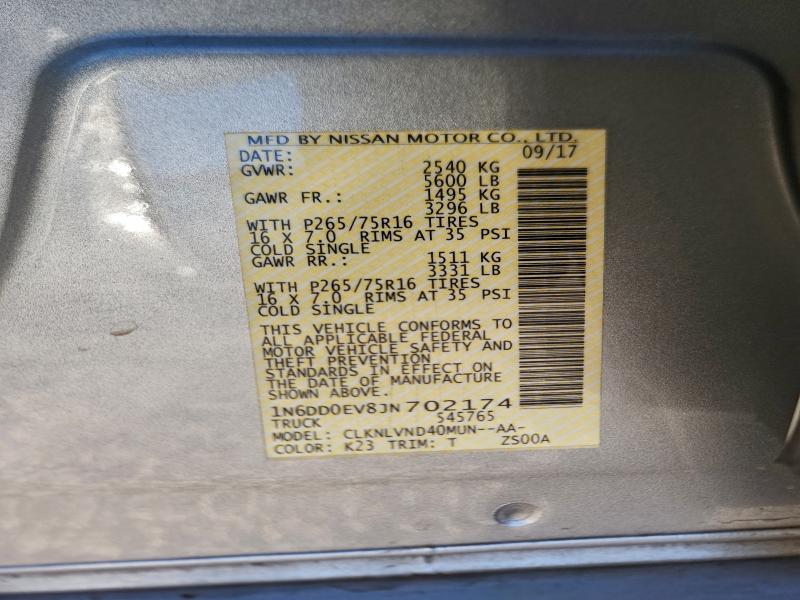 MFD BY NISSAN MOTOR CO., LTD.
DATE: 09/17
GVWR: 2540 KG
5600 LB
GAWR FR.: 1495 KG
3296 LB
WITH P265/75R16 TIRES
16 X 7.0 RIMS AT 35 PSI
COLD SINGLE
GAWR RR.: 1511 KG
3331 LB
WITH P265/75R16 TIRES
16 X 7.0 RIMS AT 35 PSI
COLD SINGLE
THIS VEHICLE CONFORMS TO
ALL APPLICABLE FEDERAL
MOTOR VEHICLE SAFETY AND
THEFT PREVENTION
STANDARDS IN EFFECT ON
THE DATE OF MANUFACTURE
SHOWN ABOVE.
1N6DD0EV8JN702174
TRUCK 545765
MODEL: CLKNLVND40MUN--AA-
COLOR: K23 TRIM: T ZS00A